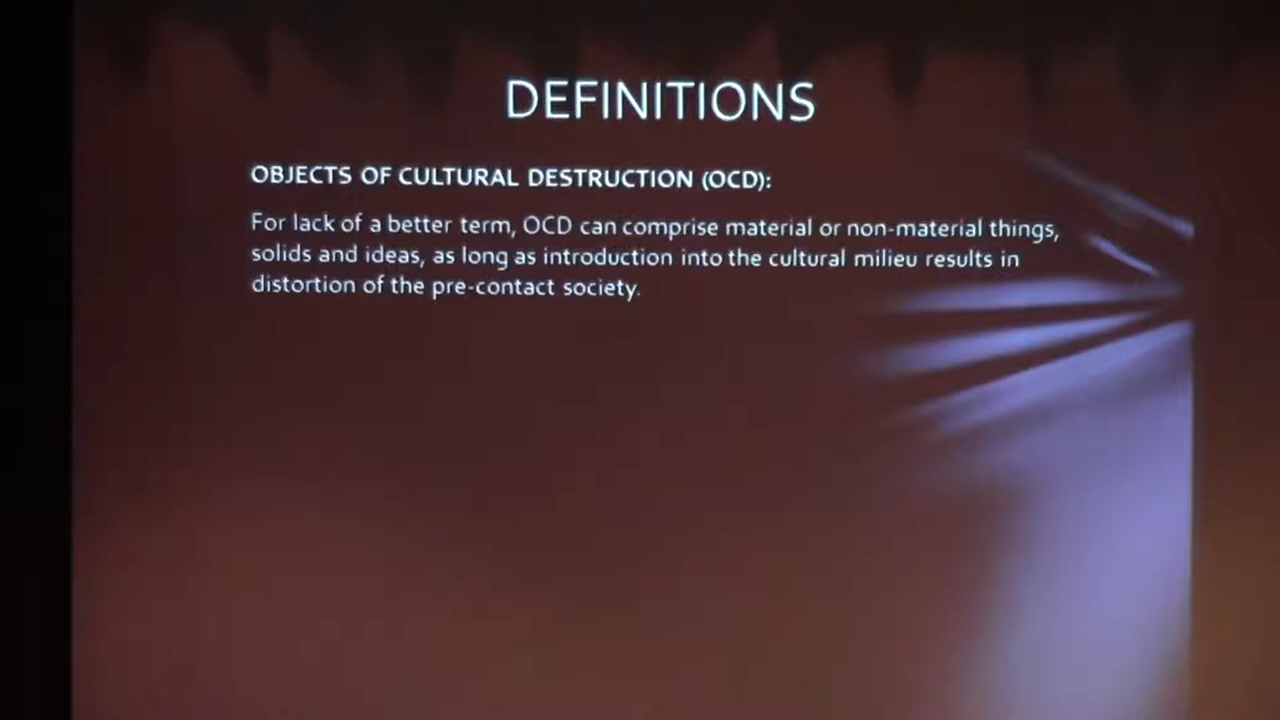 DEFINITIONS
OBJECTS OF CULTURAL DESTRUCTION (OCD):
For lack of a better term, OCD can comprise material or non-material things,
solids and ideas, as long as introduction into the cultural milieu results in
distortion of the pre-contact society.